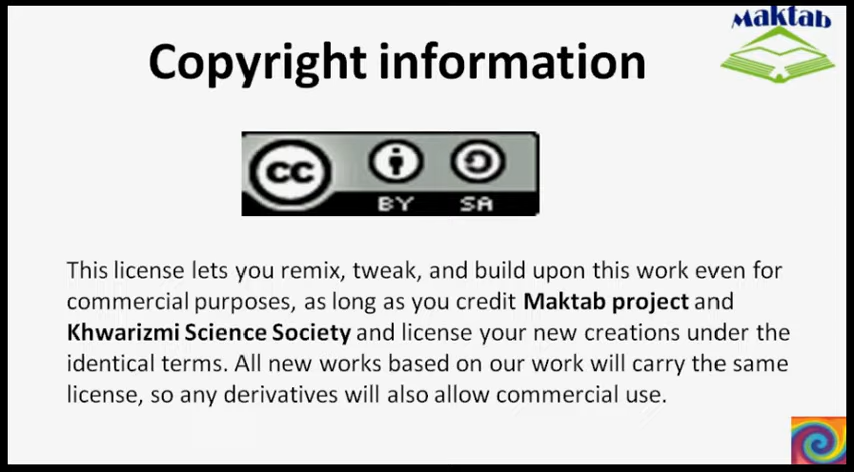 Maktab
Copyright information
cc
BY SA
This license lets you remix, tweak, and build upon this work even for
commercial purposes, as long as you credit Maktab project and
Khwarizmi Science Society and license your new creations under the
identical terms. All new works based on our work will carry the same
license, so any derivatives will also allow commercial use.